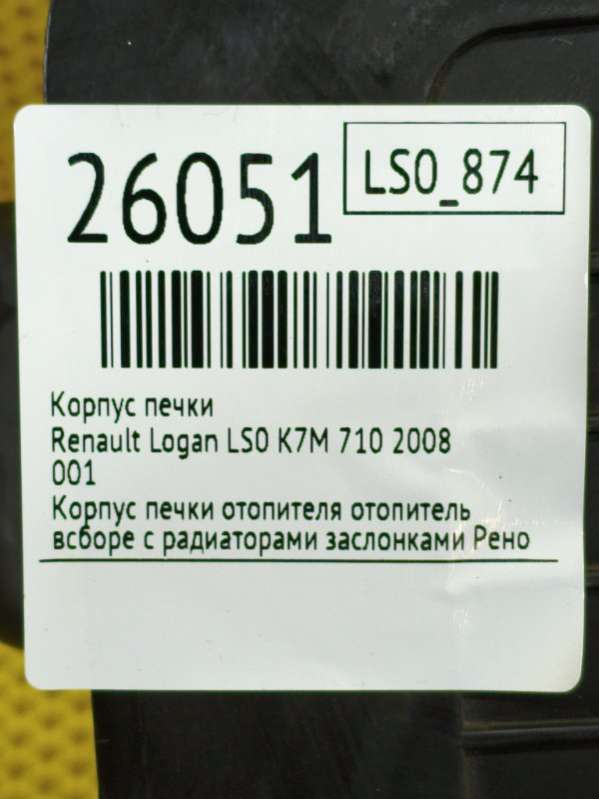 26051
LS0_874
Корпус печки
Renault Logan LS0 K7M 710 2008
001
Корпус печки отопителя отопитель
всборе с радиаторами заслонками Рено